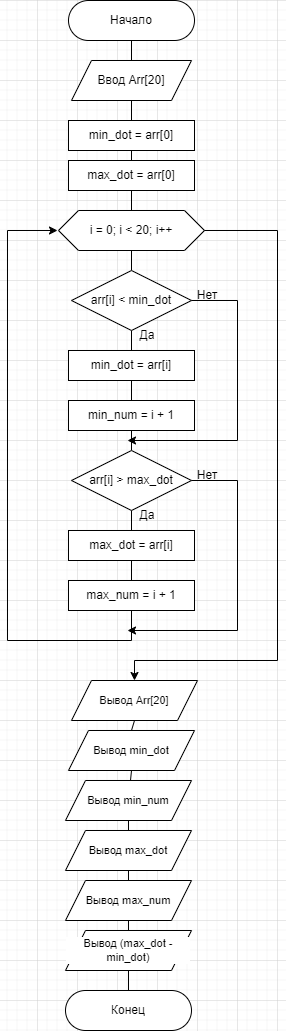 Начало
Ввод Arr[20]
min_dot = arr[0]
max_dot = arr[0]
i = 0; i < 20; i++
arr[i] < min_dot
Нет
Да
min_dot = arr[i]
min_num = i + 1
arr[i] > max_dot
Нет
Да
max_dot = arr[i]
max_num = i + 1
Вывод Arr[20]
Вывод min_dot
Вывод min_num
Вывод max_dot
Вывод max_num
Вывод (max_dot -
min_dot)
Конец